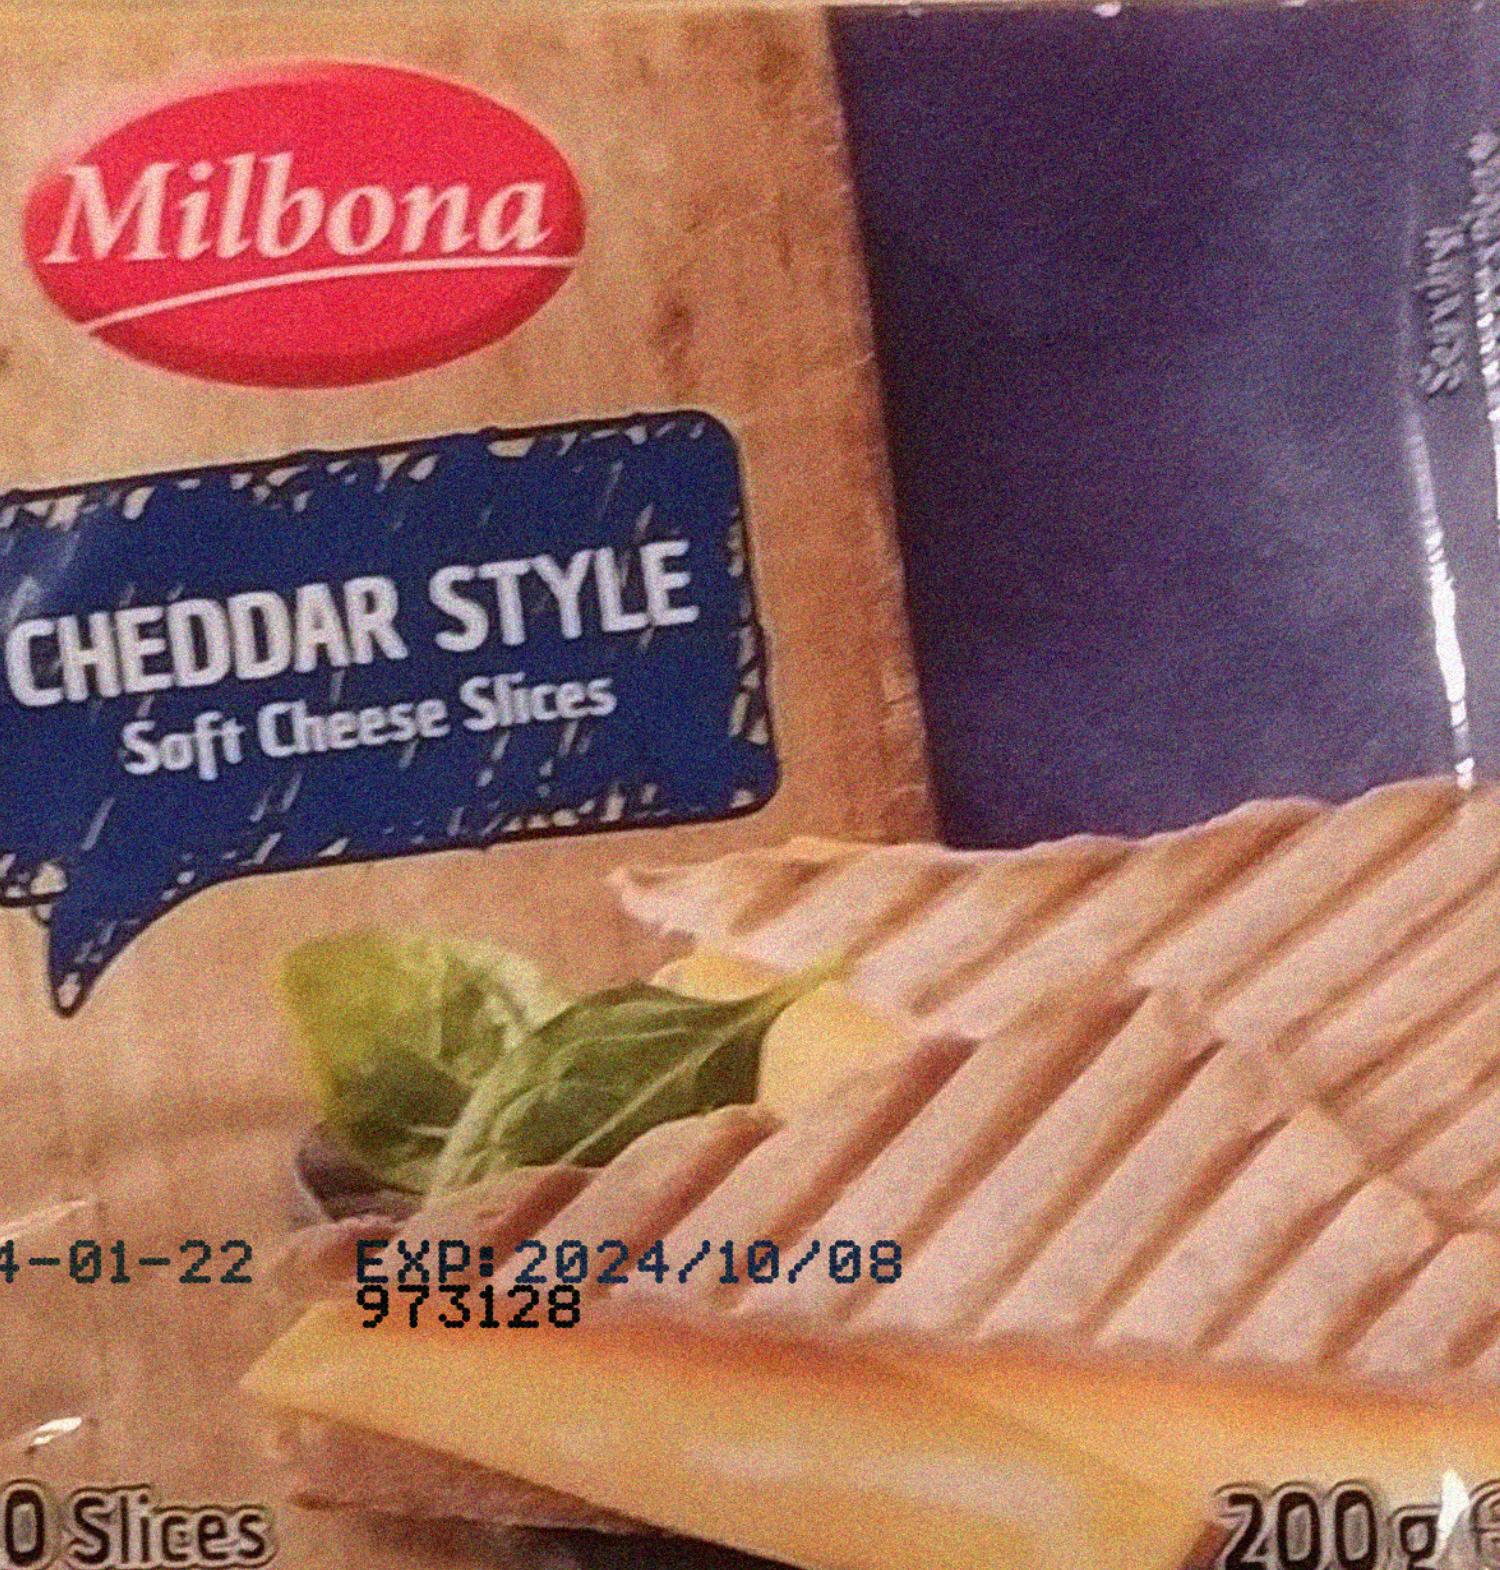 Milbona
CHEDDAR STYLE
Soft Cheese Slices
4-01-22 EXP:2024/10/08
973128
0 Slices
200g